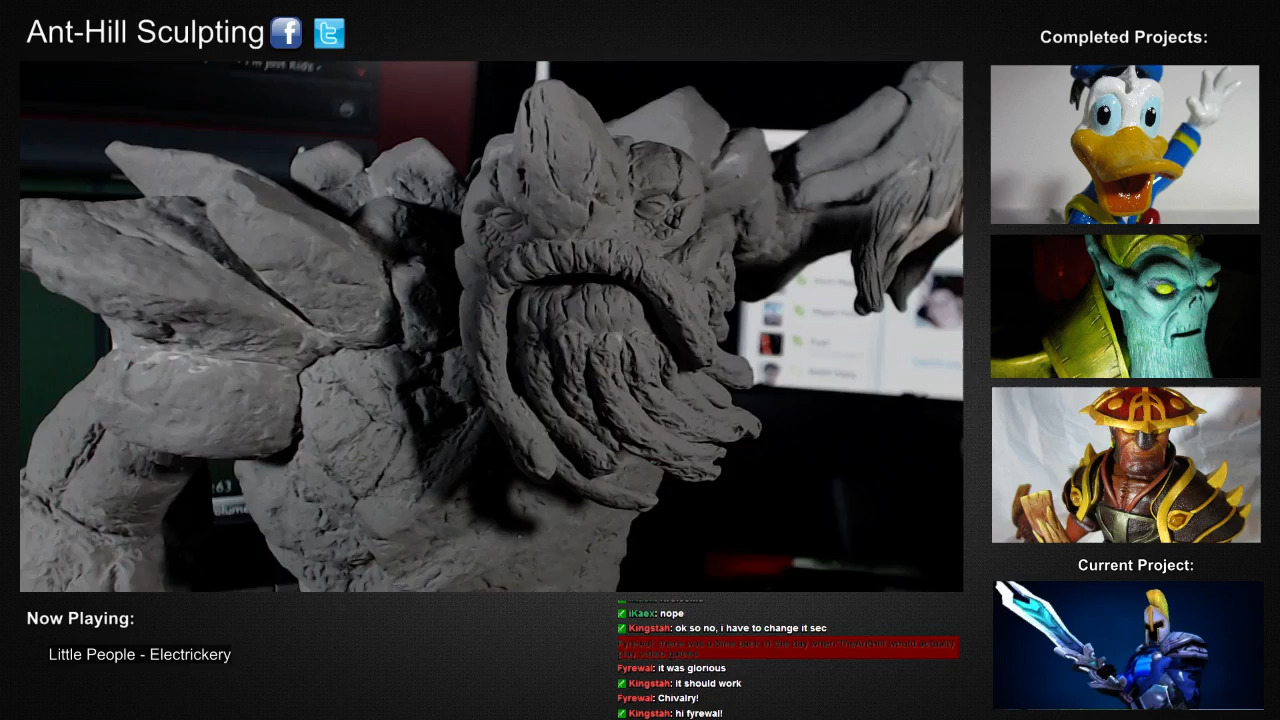 Ant-Hill Sculpting
Completed Projects:
Current Project:
Now Playing:
Little People - Electrickery
iKaex: nope
Kingstah: ok so no, i have to change it sec
Fyrewal: it was glorious
Kingstah: it should work
Fyrewal: Chivalry!
Kingstah: hi fyrewal!